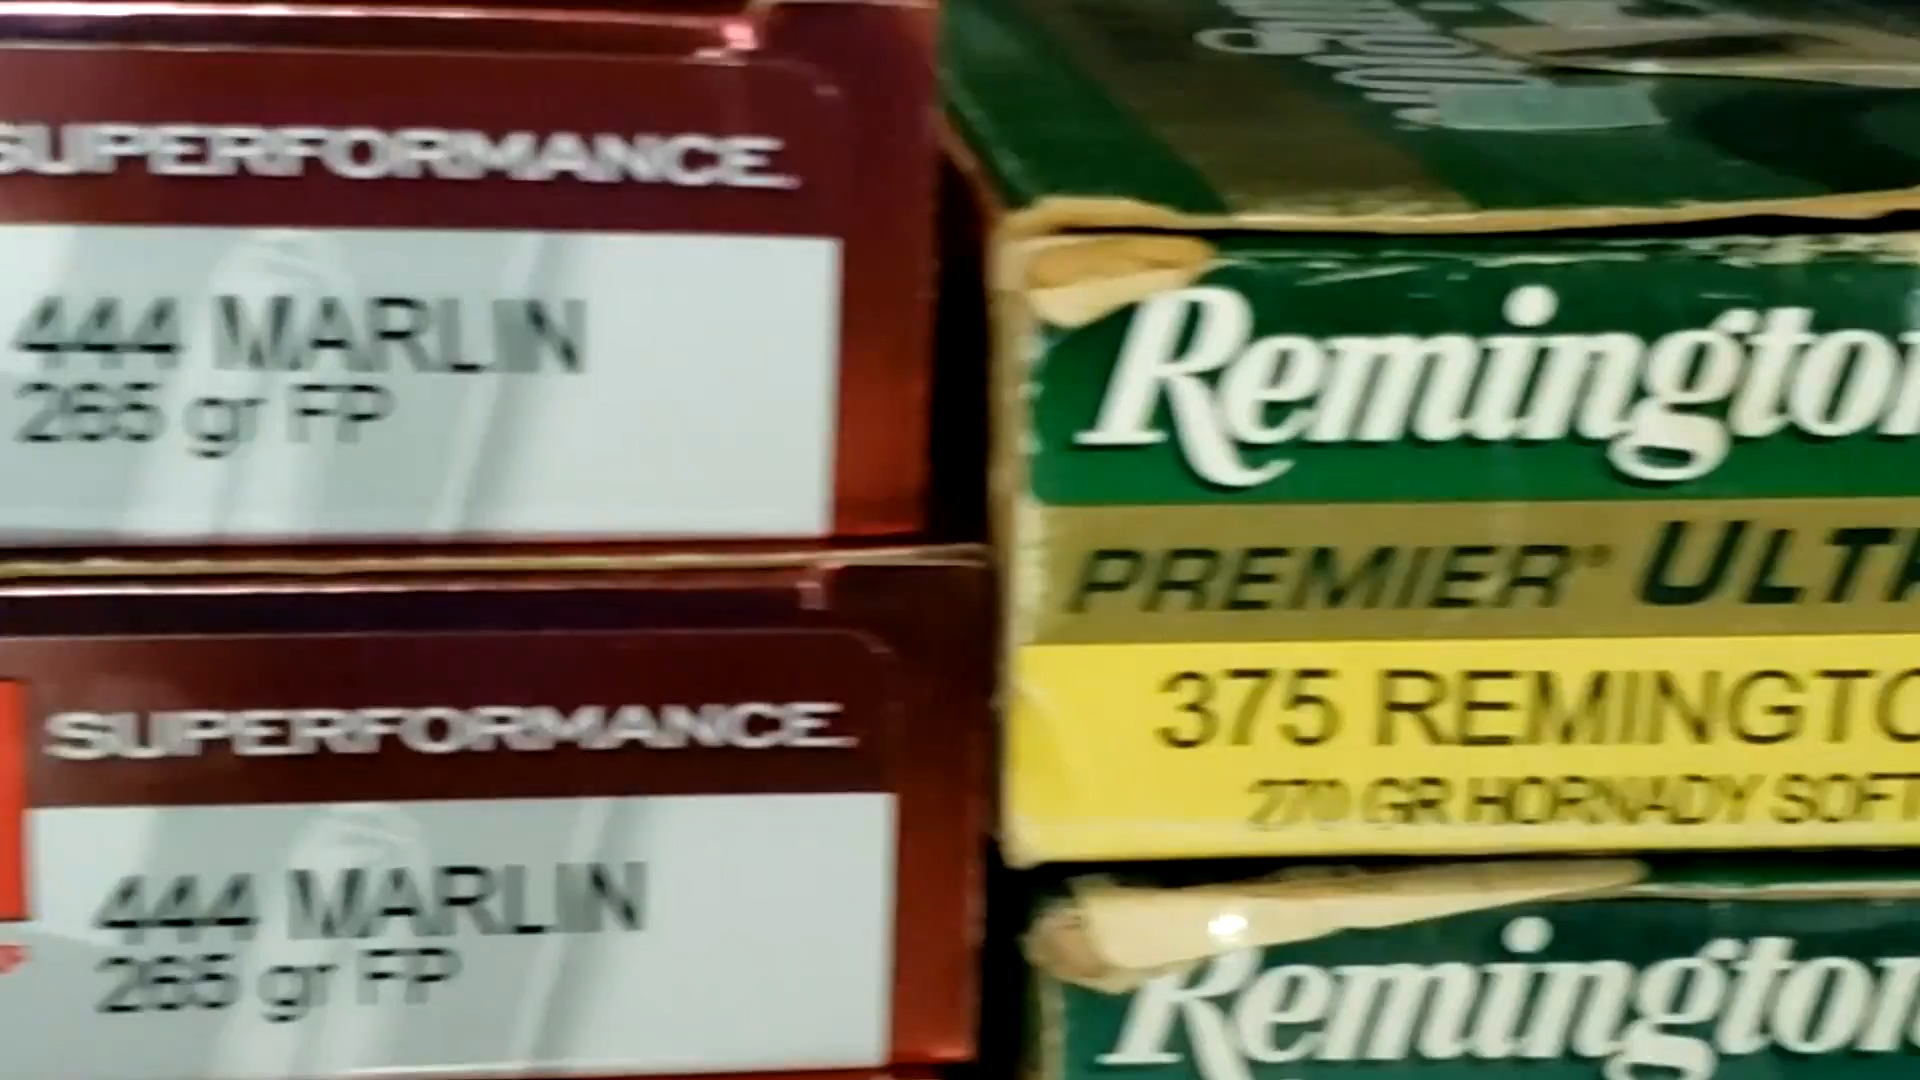 SUPERFORMANCE
444 MARLIN
265 gr FP
SUPERFORMANCE
444 MARLIN
265 gr FP
Remington
PREMIER® ULT
375 REMINGTO
270 GR HORNADY SOFT
Remington